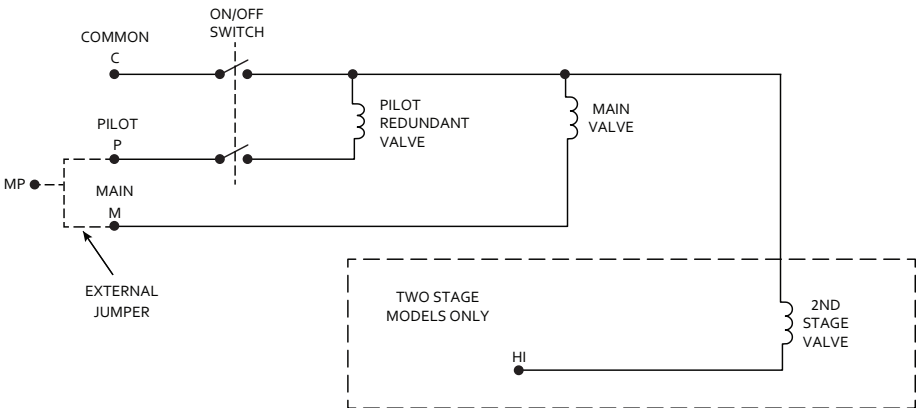 ON/OFF
SWITCH
COMMON
C
PILOT
REDUNDANT
VALVE
MAIN
VALVE
PILOT
P
MP
MAIN
M
EXTERNAL
JUMPER
TWO STAGE
MODELS ONLY
2ND
STAGE
VALVE
HI